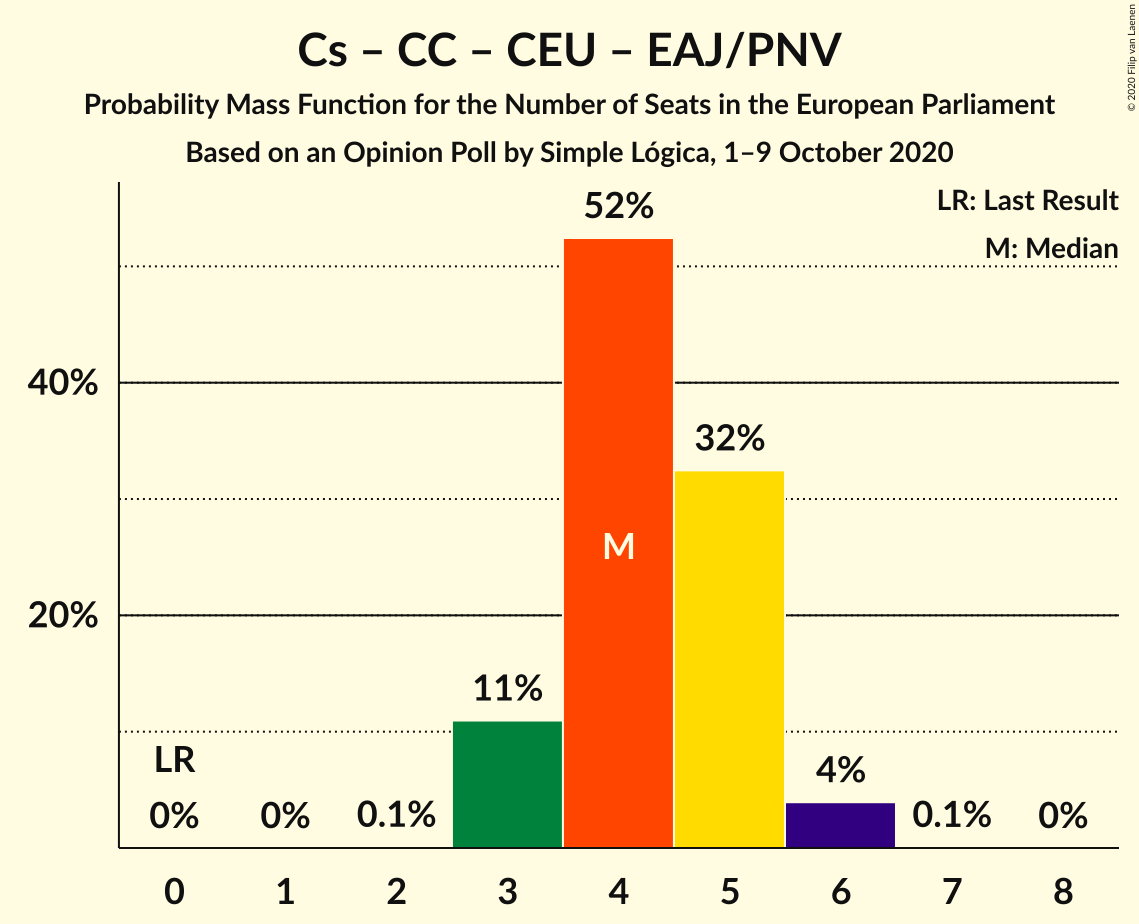 Cs – CC – CEU – EAJ/PNV
Probability Mass Function for the Number of Seats in the European Parliament
Based on an Opinion Poll by Simple Lógica, 1–9 October 2020
© 2020 Filip van Laenen
LR: Last Result
M: Median
52%
40%
32%
M
20%
11%
LR
4%
0%
0%
0.1%
0.1%
0%
0 1 2 3 4 5 6 7 8